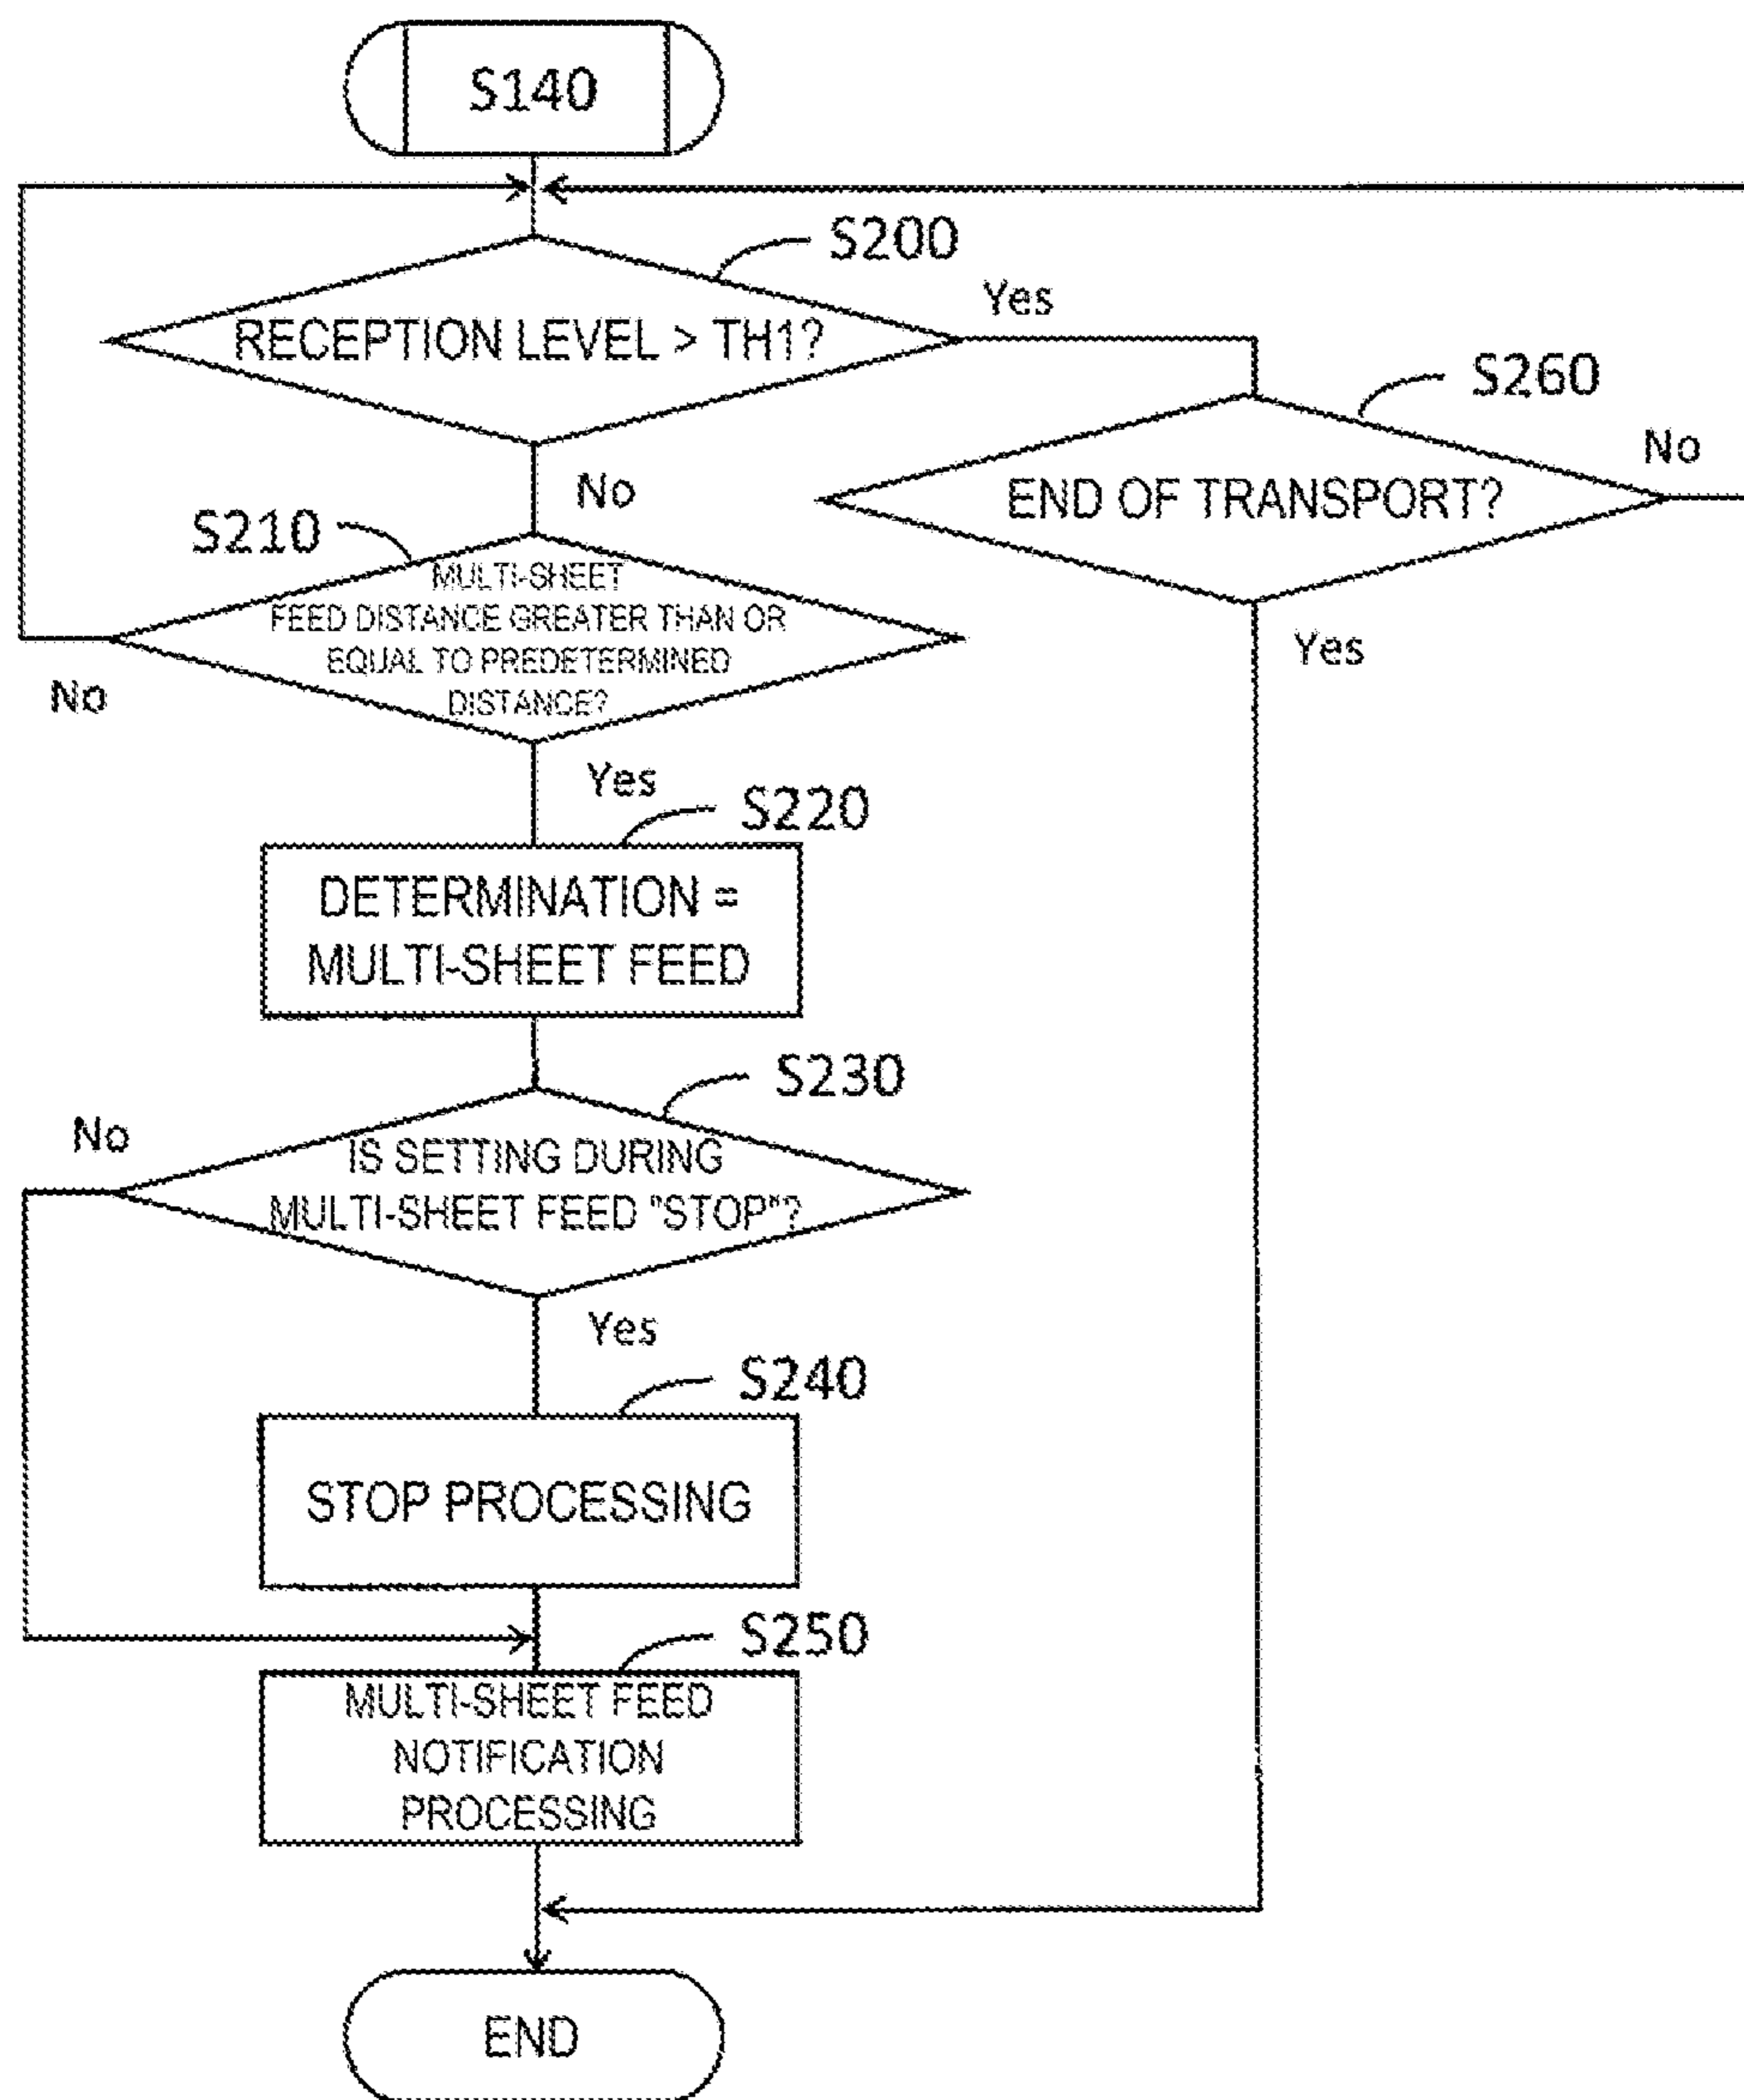 S140
S200
Yes
RECEPTION LEVEL > TH1?
S260
No
END OF TRANSPORT?
Yes
No
S210
MULTI-SHEET
FEED DISTANCE GREATER THAN OR
EQUAL TO PREDETERMINED
DISTANCE?
No
Yes
S220
DETERMINATION =
MULTI-SHEET FEED
S230
No
IS SETTING DURING
MULTI-SHEET FEED "STOP"?
Yes
S240
STOP PROCESSING
S250
MULTI-SHEET FEED
NOTIFICATION
PROCESSING
END